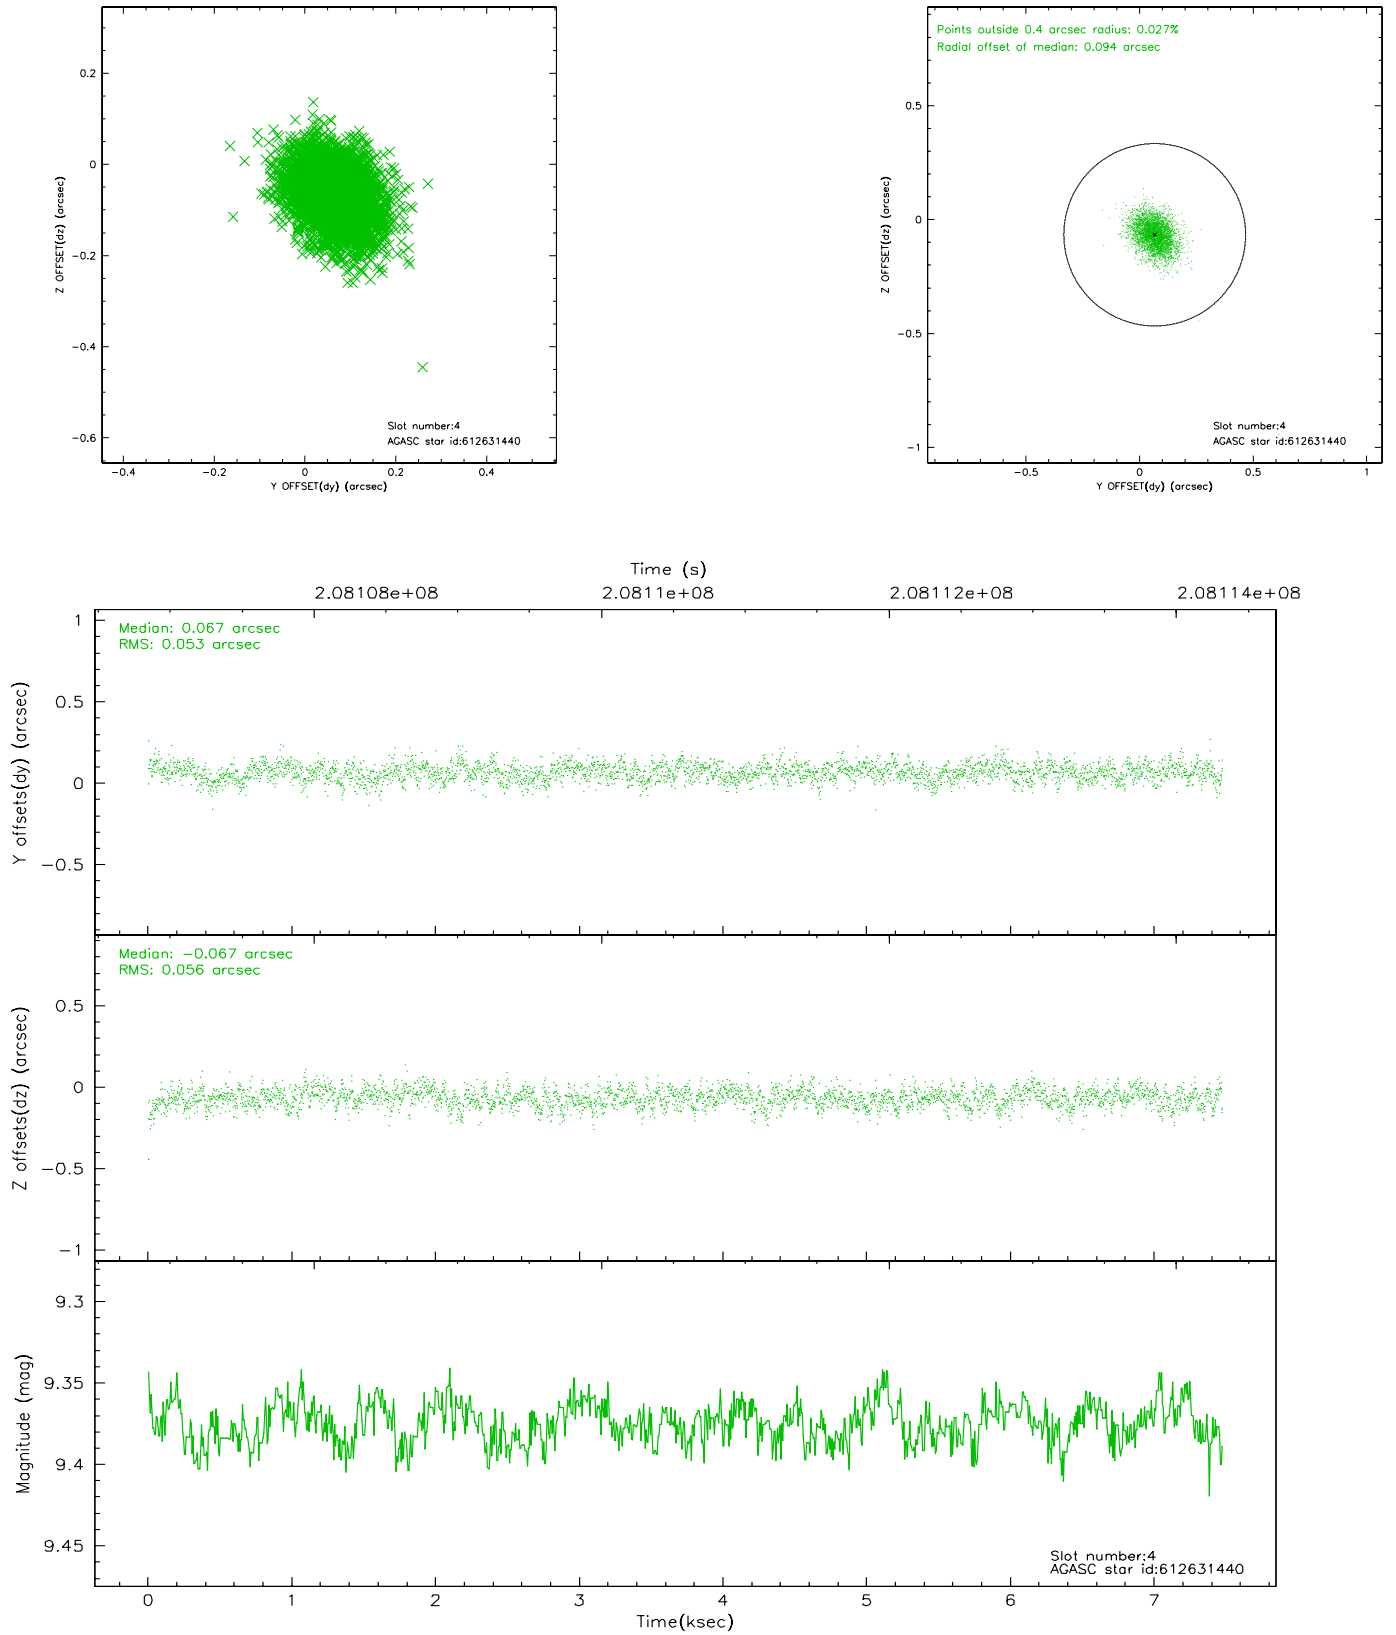 0.2
0
−0.2
−0.4
−0.6
Z OFFSET(dz) (arcsec)
Slot number:4
AGASC star id:612631440
−0.4
−0.2
0
0.2
0.4
Y OFFSET(dy) (arcsec)
Points outside 0.4 arcsec radius: 0.027%
Radial offset of median: 0.094 arcsec
0.5
0
−0.5
−1
Z OFFSET(dz) (arcsec)
Slot number:4
AGASC star id:612631440
−0.5
0
0.5
1
Y OFFSET(dy) (arcsec)
Time (s)
2.08108e+08
2.0811e+08
2.08112e+08
2.08114e+08
Median: 0.067 arcsec
RMS: 0.053 arcsec
1
0.5
0
−0.5
Y offsets(dy) (arcsec)
Median: −0.067 arcsec
RMS: 0.056 arcsec
0.5
0
−0.5
−1
Z offsets(dz) (arcsec)
9.3
9.35
9.4
9.45
Magnitude (mag)
Slot number:4
AGASC star id:612631440
0
1
2
3
4
5
6
7
Time(ksec)